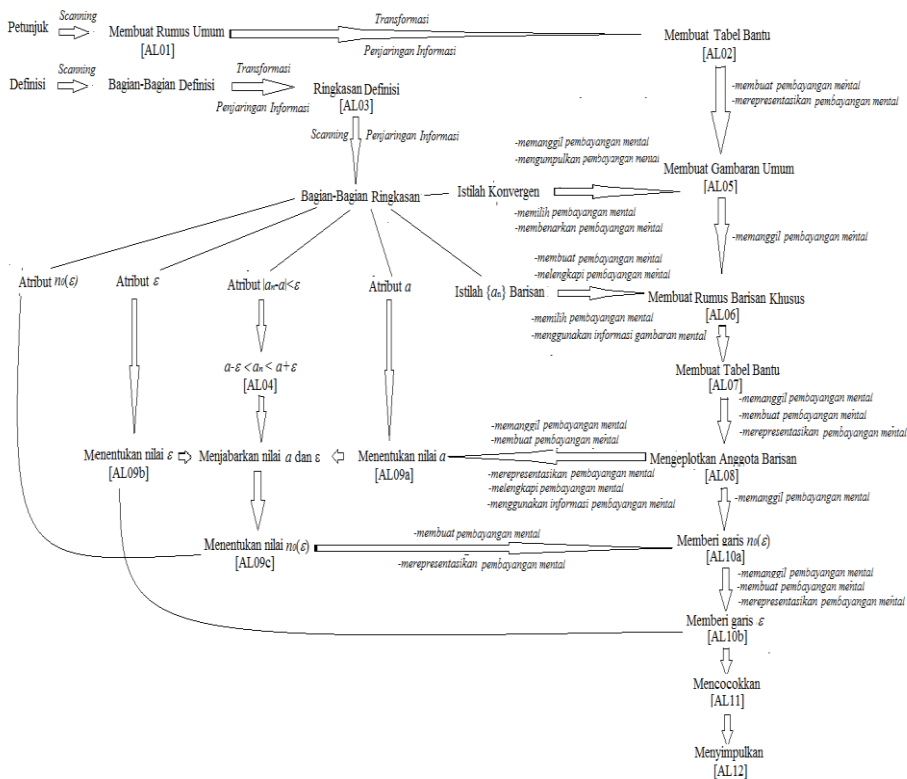 Petunjuk
Scanning
Membuat Rumus Umum
[AL01]
Transformasi
Penjaringan Informasi
Membuat Tabel Bantu
[AL02]
Definisi
Scanning
Bagian-Bagian Definisi
Transformasi
Penjaringan Informasi
Ringkasan Definisi
[AL03]
-membuat pembayangan mental
-merepresentasikan pembayangan mental
Scanning
Penjaringan Informasi
-memanggil pembayangan mental
-mengumpulkan pembayangan mental
Membuat Gambaran Umum
[AL05]
Bagian-Bagian Ringkasan
Istilah Konvergen
-memilih pembayangan mental
-membenarkan pembayangan mental
-memanggil pembayangan mental
Atribut n₀(ε)
Atribut ε
Atribut |aₙ-a|<ε
Atribut a
-membuat pembayangan mental
-melengkapi pembayangan mental
Istilah {aₙ} Barisan
Membuat Rumus Barisan Khusus
[AL06]
-memilih pembayangan mental
-menggunakan informasi gambaran mental
a-ε <aₙ< a+ε
[AL04]
Membuat Tabel Bantu
[AL07]
-memanggil pembayangan mental
-membuat pembayangan mental
-merepresentasikan pembayangan mental
-memanggil pembayangan mental
-membuat pembayangan mental
Menentukan nilai ε
[AL09b]
Menjabarkan nilai a dan ε
Menentukan nilai a
[AL09a]
Mengeplotkan Anggota Barisan
[AL08]
-merepresentasikan pembayangan mental
-melengkapi pembayangan mental
-menggunakan informasi pembayangan mental
-memanggil pembayangan mental
Menentukan nilai n₀(ε)
[AL09c]
-membuat pembayangan mental
-merepresentasikan pembayangan mental
Memberi garis n₀(ε)
[AL10a]
-memanggil pembayangan mental
-membuat pembayangan mental
-merepresentasikan pembayangan mental
Memberi garis ε
[AL10b]
Mencocokkan
[AL11]
Menyimpulkan
[AL12]